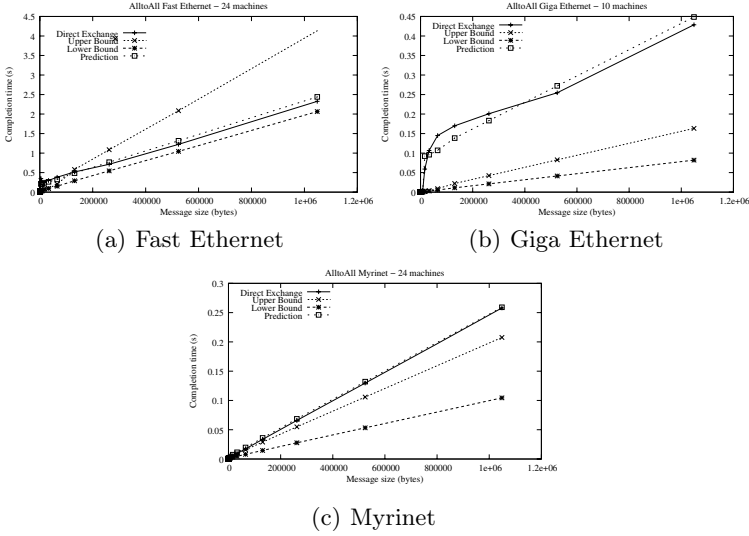 AlltoAll Fast Ethernet − 24 machines
Completion time (s)
4.5
4
3.5
3
2.5
2
1.5
1
0.5
0
Direct Exchange
Upper Bound
Lower Bound
Prediction
0 200000 400000 600000 800000 1e+06 1.2e+06
Message size (bytes)
(a) Fast Ethernet
AlltoAll Giga Ethernet − 10 machines
Completion time (s)
0.45
0.4
0.35
0.3
0.25
0.2
0.15
0.1
0.05
0
Direct Exchange
Upper Bound
Lower Bound
Prediction
0 200000 400000 600000 800000 1e+06 1.2e+06
Message size (bytes)
(b) Giga Ethernet
AlltoAll Myrinet − 24 machines
Completion time (s)
0.3
0.25
0.2
0.15
0.1
0.05
0
Direct Exchange
Upper Bound
Lower Bound
Prediction
0 200000 400000 600000 800000 1e+06 1.2e+06
Message size (bytes)
(c) Myrinet